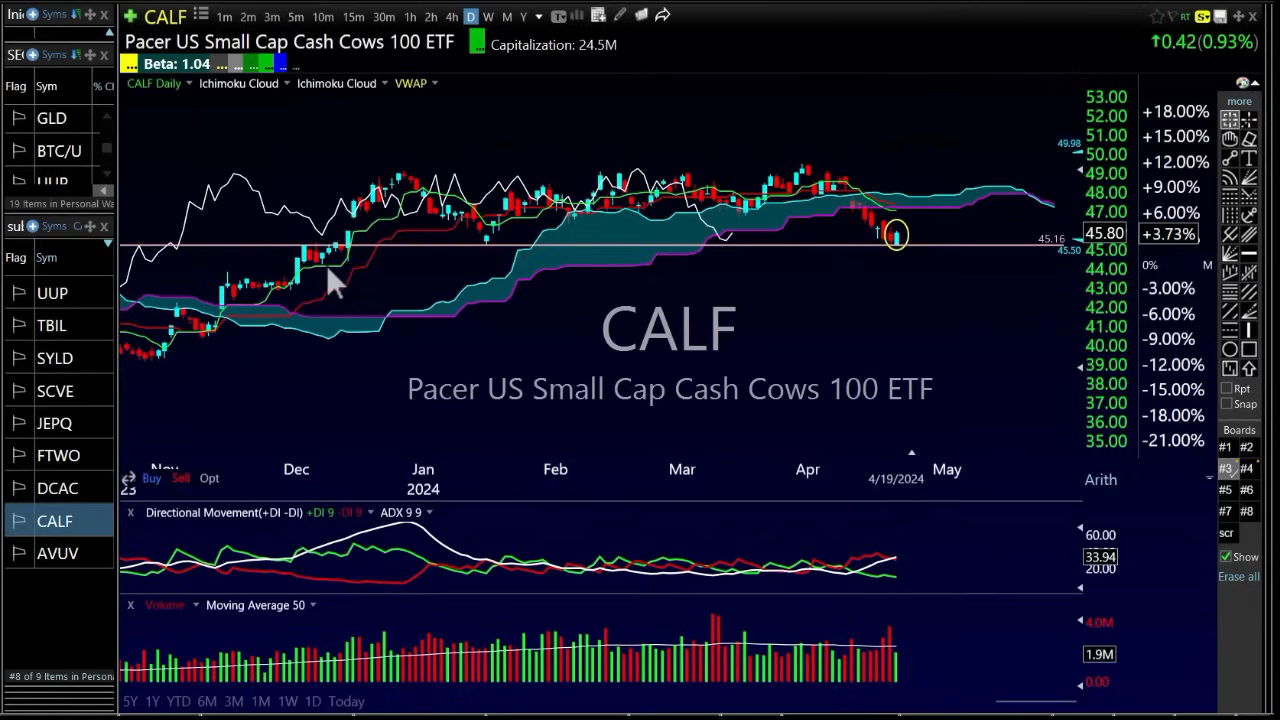 Ini Syms
CALF 1m 2m 3m 5m 10m 15m 30m 1h 2h 4h D W M Y
RT S
SEC Syms
Pacer US Small Cap Cash Cows 100 ETF Capitalization: 24.5M
0.42(0.93%)
Beta: 1.04
Flag Sym % C
CALF Daily Ichimoku Cloud Ichimoku Cloud VWAP
GLD
BTC/U
19 Items in Personal Wa
Syms
Flag Sym
UUP
TBIL
SYLD
SCVE
JEPQ
FTWO
DCAC
CALF
AVUV
#8 of 9 Items in Persona
53.00
52.00
51.00
50.00
49.00
48.00
47.00
45.80
45.00
44.00
43.00
42.00
41.00
40.00
39.00
38.00
37.00
36.00
35.00
49.98
45.16
45.50
+18.00%
+15.00%
+12.00%
+9.00%
+6.00%
+3.73%
0% M
-3.00%
-6.00%
-9.00%
-12.00%
-15.00%
-18.00%
-21.00%
more
Rpt
Snap
Boards
#1 #2
#3 #4
#5 #6
#7 #8
scr
Show
Erase all
CALF
Pacer US Small Cap Cash Cows 100 ETF
Nov Dec Jan Feb Mar Apr May
23 Buy Sell Opt 2024 4/19/2024 Arith
X Directional Movement(+DI -DI) +DI 9 -DI 9 ADX 9 9
60.00
33.94
20.00
X Volume Moving Average 50
4.0M
1.9M
0.00
5Y 1Y YTD 6M 3M 1M 1W 1D Today